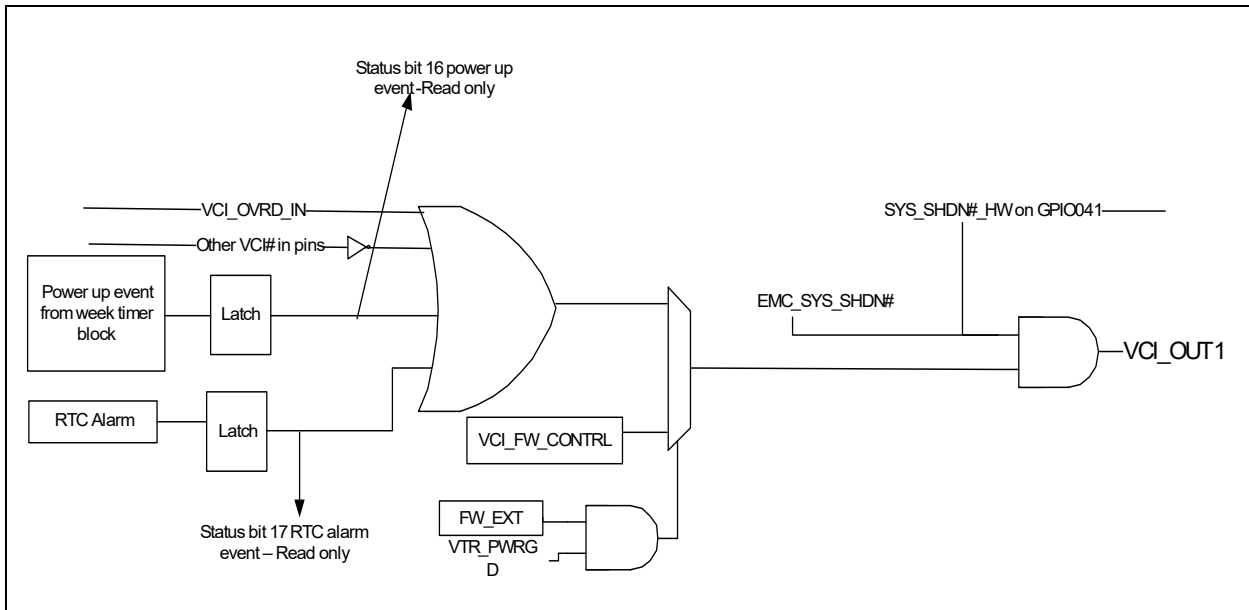 Status bit 16 power up
event -Read only
VCI_OVRD_IN
SYS_SHDN#_HW on GPIO041
Other VCI# in pins
Power up event
from week timer
block
Latch
EMC_SYS_SHDN#
VCI_OUT1
RTC Alarm
Latch
VCI_FW_CONTRL
Status bit 17 RTC alarm
event – Read only
FW_EXT
VTR_PWRG
D